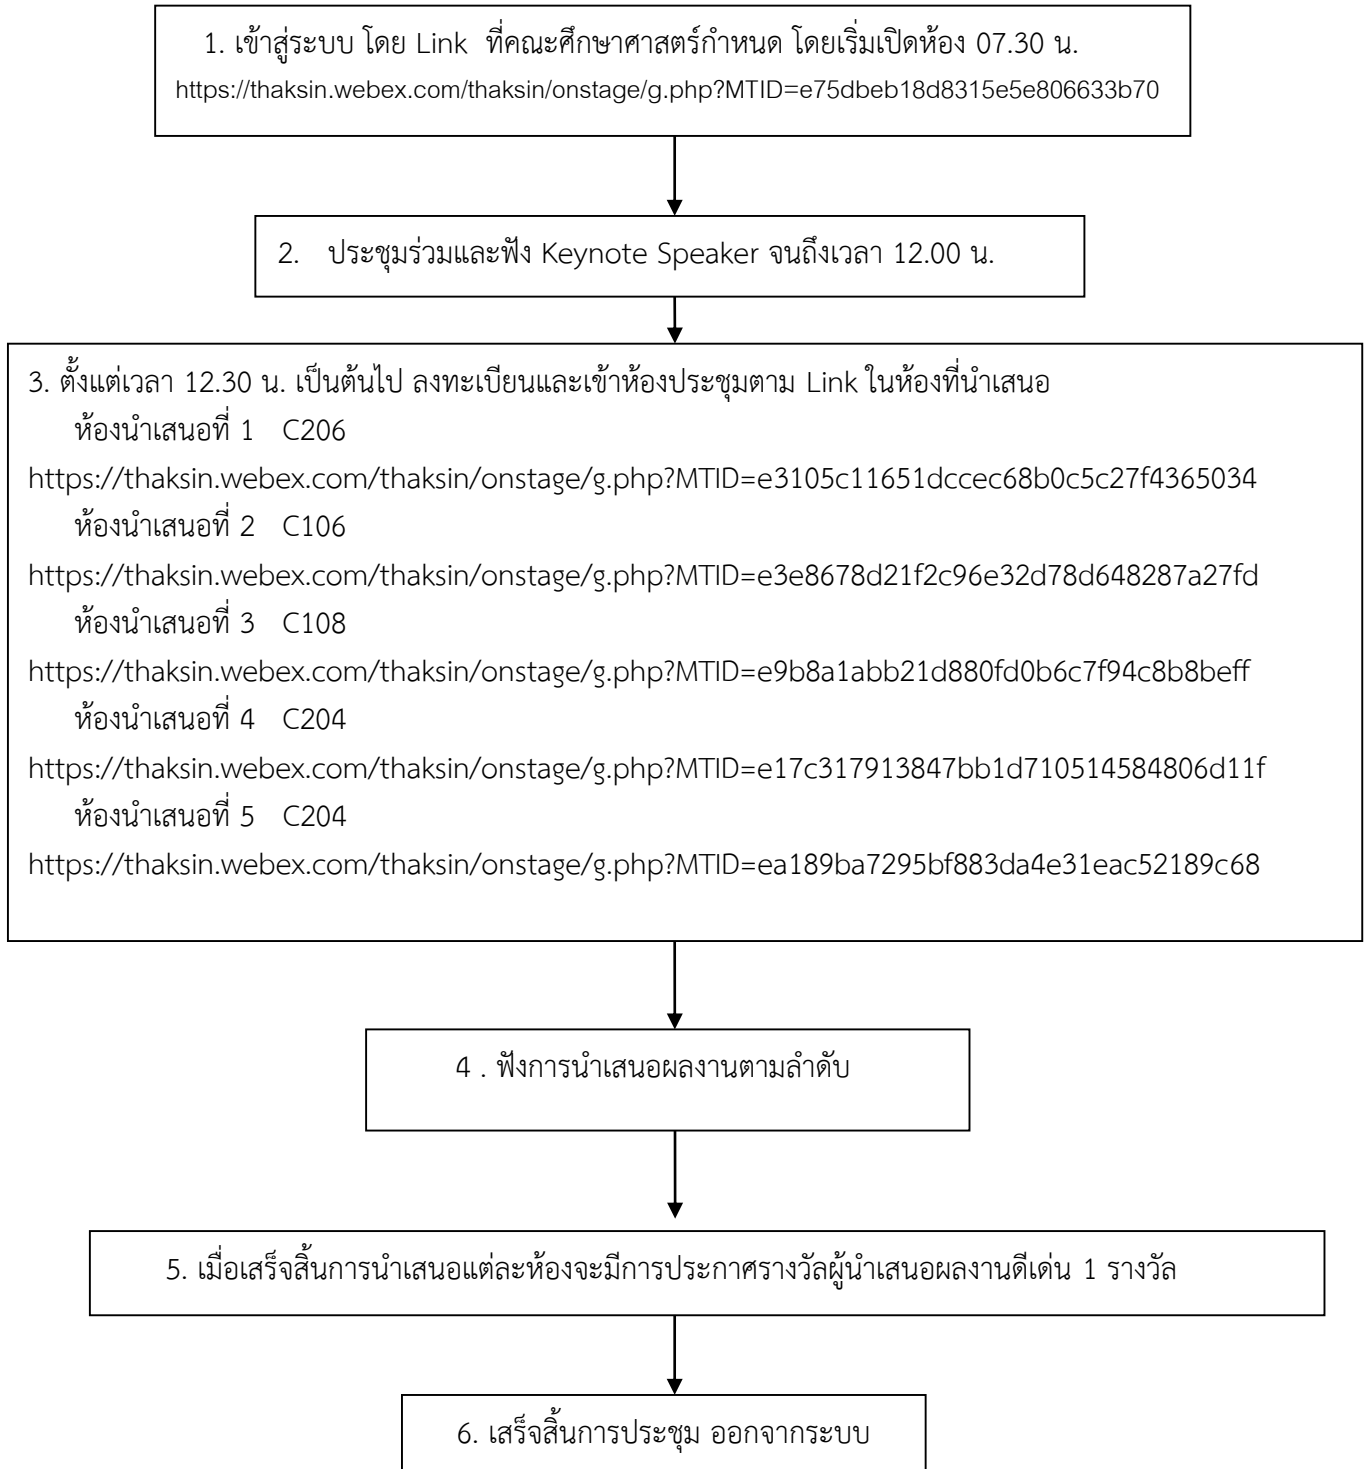 1. เข้าสู่ระบบ โดย Link ที่คณะศึกษาศาสตร์กำหนด โดยเริ่มเปิดห้อง 07.30 น.
https://thaksin.webex.com/thaksin/onstage/g.php?MTID=e75dbeb18d8315e5e806633b70
2. ประชุมร่วมและฟัง Keynote Speaker จนถึงเวลา 12.00 น.
3. ตั้งแต่เวลา 12.30 น. เป็นต้นไป ลงทะเบียนและเข้าห้องประชุมตาม Link ในห้องที่นำเสนอ
ห้องนำเสนอที่ 1 C206
https://thaksin.webex.com/thaksin/onstage/g.php?MTID=e3105c11651dccec68b0c5c27f4365034
ห้องนำเสนอที่ 2 C106
https://thaksin.webex.com/thaksin/onstage/g.php?MTID=e3e8678d21f2c96e32d78d648287a27fd
ห้องนำเสนอที่ 3 C108
https://thaksin.webex.com/thaksin/onstage/g.php?MTID=e9b8a1abb21d880fd0b6c7f94c8b8beff
ห้องนำเสนอที่ 4 C204
https://thaksin.webex.com/thaksin/onstage/g.php?MTID=e17c317913847bb1d710514584806d11f
ห้องนำเสนอที่ 5 C204
https://thaksin.webex.com/thaksin/onstage/g.php?MTID=ea189ba7295bf883da4e31eac52189c68
4 . ฟังการนำเสนอผลงานตามลำดับ
5. เมื่อเสร็จสิ้นการนำเสนอแต่ละห้องจะมีการประกาศรางวัลผู้นำเสนอผลงานดีเด่น 1 รางวัล
6. เสร็จสิ้นการประชุม ออกจากระบบ